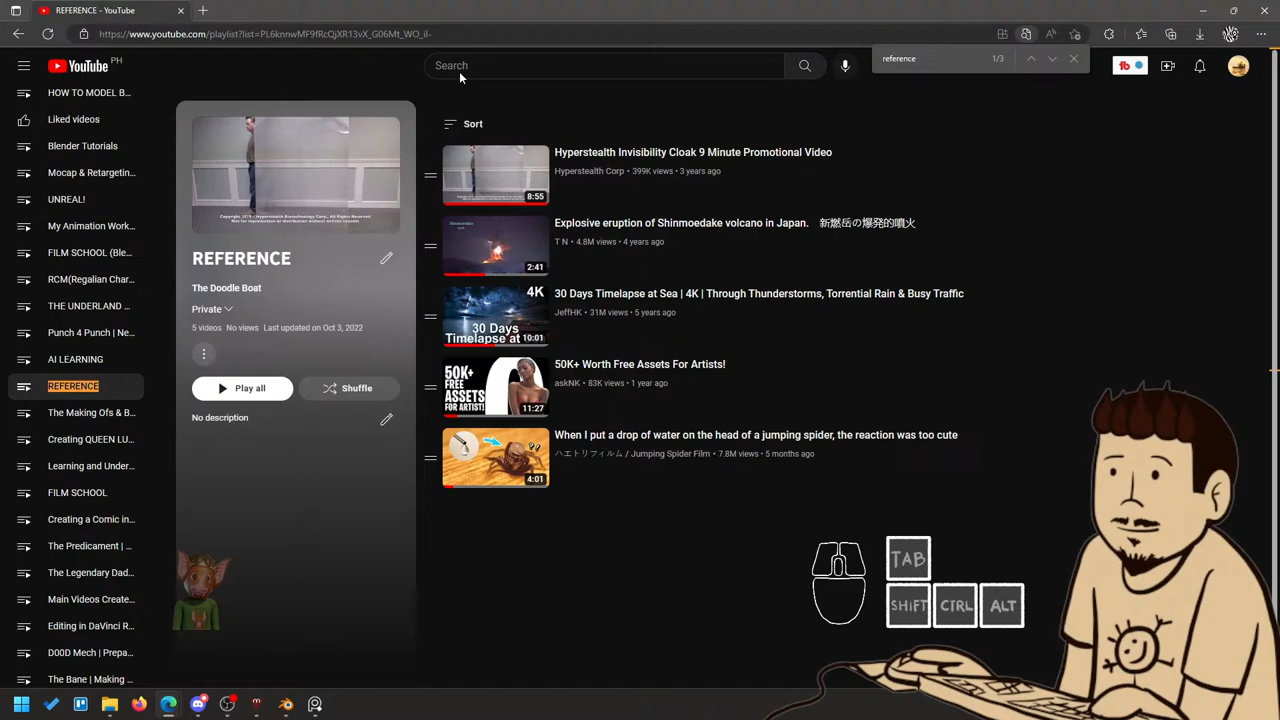 REFERENCE - YouTube
https://www.youtube.com/playlist?list=PL6knnwMF9fRcQjXR13vX_G06Mt_WO_iI-
reference
1/3
YouTube PH
Search
HOW TO MODEL B...
Liked videos
Blender Tutorials
Mocap & Retargetin...
UNREAL!
My Animation Work...
FILM SCHOOL (Ble...
RCM(Regalian Char...
THE UNDERLAND ...
Punch 4 Punch | Ne...
AI LEARNING
REFERENCE
The Making Ofs & B...
Creating QUEEN LU...
Learning and Under...
FILM SCHOOL
Creating a Comic in...
The Predicament | ...
The Legendary Dad...
Main Videos Create...
Editing in DaVinci R...
D00D Mech | Prepa...
The Bane | Making ...
REFERENCE
The Doodle Boat
Private
5 videos No views Last updated on Oct 3, 2022
Play all
Shuffle
No description
Sort
8:55
Hyperstealth Invisibility Cloak 9 Minute Promotional Video
Hyperstealth Corp • 399K views • 3 years ago
2:41
Explosive eruption of Shinmoedake volcano in Japan. 新燃岳の爆発的噴火
T N • 4.8M views • 4 years ago
4K
30 Days
Timelapse at
10:01
30 Days Timelapse at Sea | 4K | Through Thunderstorms, Torrential Rain & Busy Traffic
JeffHK • 31M views • 5 years ago
50K+
FREE
ASSETS
FOR ARTISTS!
11:27
50K+ Worth Free Assets For Artists!
askNK • 83K views • 1 year ago
4:01
When I put a drop of water on the head of a jumping spider, the reaction was too cute
ハエトリフィルム / Jumping Spider Film • 7.8M views • 5 months ago
TAB
SHIFT CTRL ALT